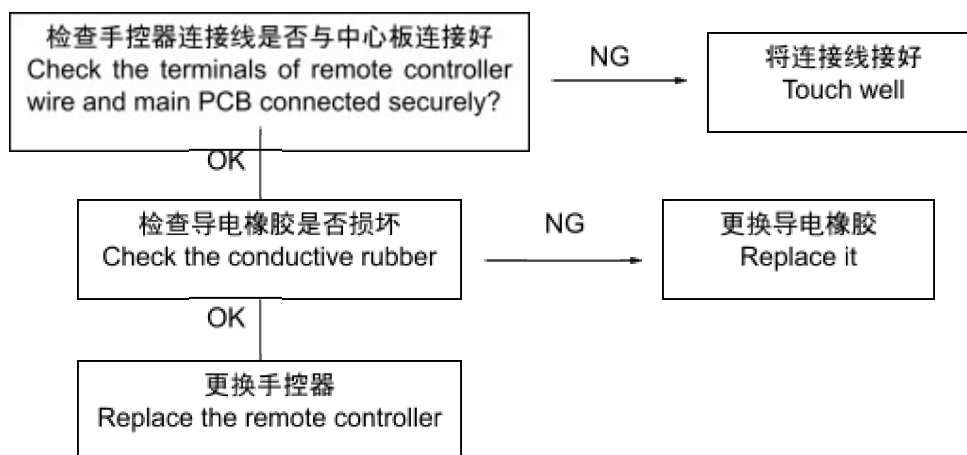 检查手控器连接线是否与中心板连接好
Check the terminals of remote controller
wire and main PCB connected securely?
NG
将连接线接好
Touch well
OK
检查导电橡胶是否损坏
Check the conductive rubber
NG
更换导电橡胶
Replace it
OK
更换手控器
Replace the remote controller